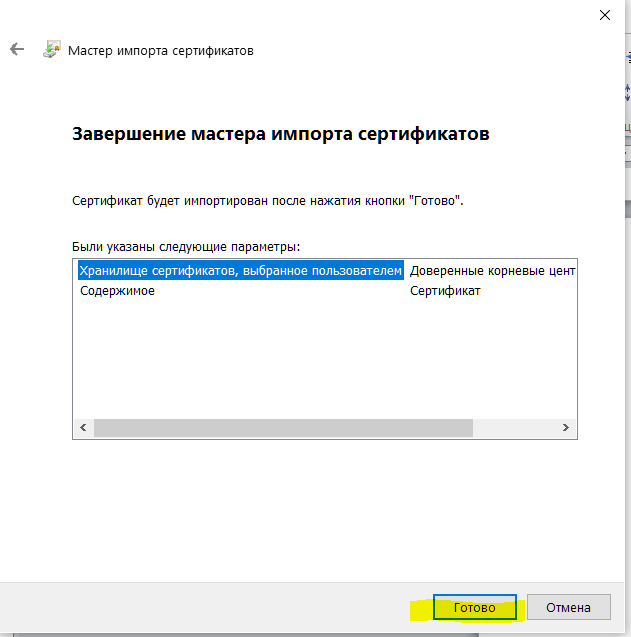 Мастер импорта сертификатов
Завершение мастера импорта сертификатов
Сертификат будет импортирован после нажатия кнопки "Готово".
Были указаны следующие параметры:
Хранилище сертификатов, выбранное пользователем Доверенные корневые цент
Содержимое Сертификат
Готово Отмена